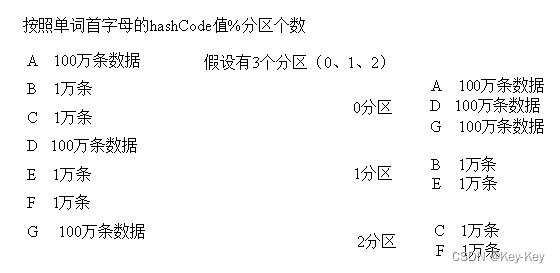 按照单词首字母的hashCode值%分区个数
A 100万条数据
B 1万条
C 1万条
D 100万条数据
E 1万条
F 1万条
G 100万条数据
假设有3个分区（0、1、2）
0分区
A 100万条数据
D 100万条数据
G 100万条数据
1分区
B 1万条
E 1万条
2分区
C 1万条
F 1万条
CSDN @Key-Key